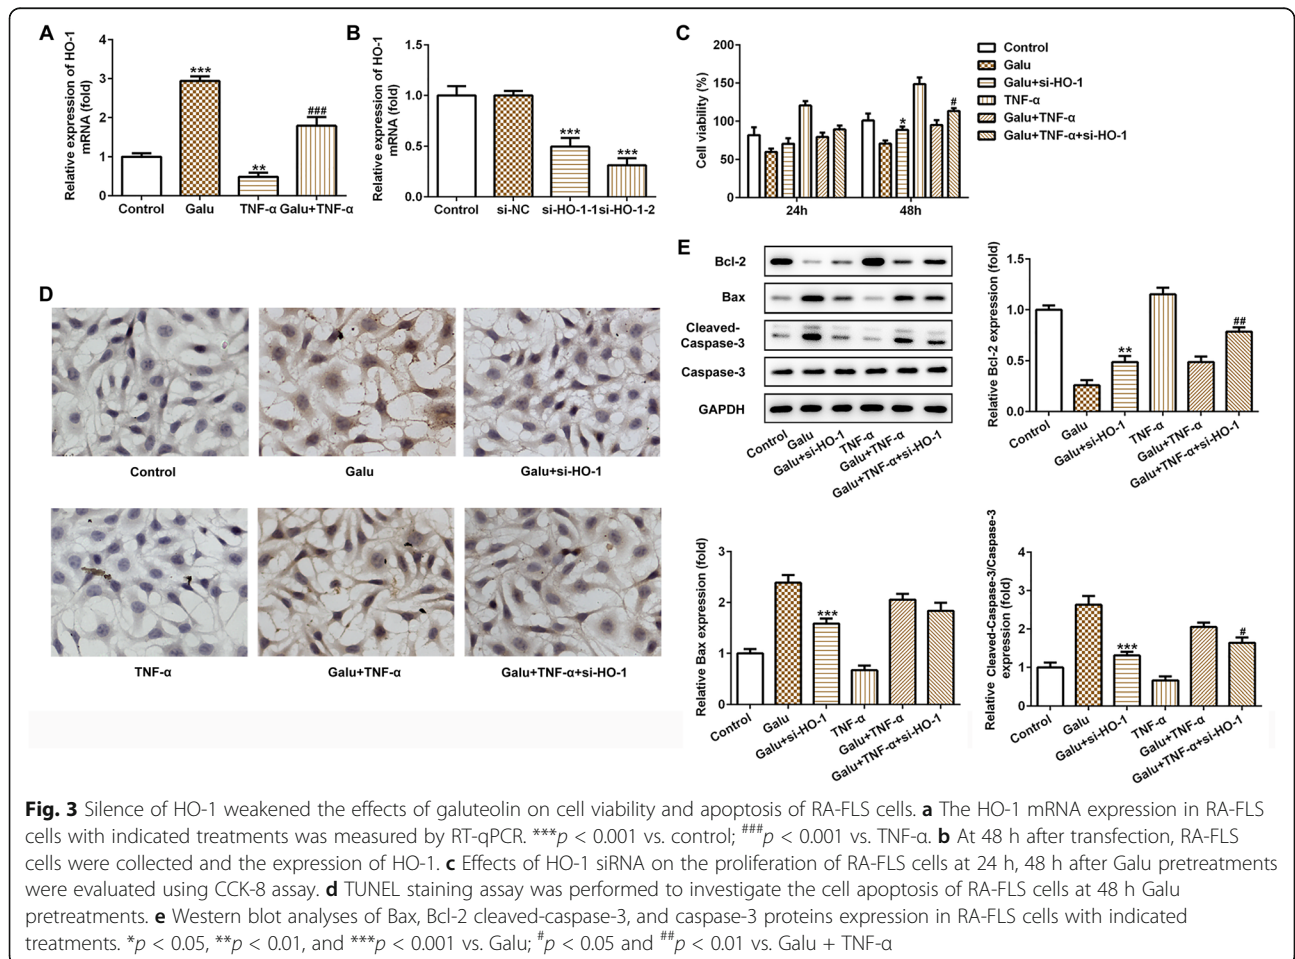 A
Relative expression of HO-1
mRNA (fold)
4
3
2
1
0
***
**
###
Control
Galu
TNF-α
Galu+TNF-α
B
Relative expression of HO-1
mRNA (fold)
1.5
1.0
0.5
0.0
***
***
Control
si-NC
si-HO-1-1
si-HO-1-2
C
Cell viability (%)
200
150
100
50
0
*
#
24h
48h
Control
Galu
Galu+si-HO-1
TNF-α
Galu+TNF-α
Galu+TNF-α+si-HO-1
D
Control
Galu
Galu+si-HO-1
TNF-α
Galu+TNF-α
Galu+TNF-α+si-HO-1
E
Bcl-2
Bax
Cleaved-
Caspase-3
Caspase-3
GAPDH
Control
Galu
Galu+si-HO-1
TNF-α
Galu+TNF-α
Galu+TNF-α+si-HO-1
Relative Bcl-2 expression (fold)
1.5
1.0
0.5
0.0
**
##
Control
Galu
Galu+si-HO-1
TNF-α
Galu+TNF-α
Galu+TNF-α+si-HO-1
Relative Bax expression (fold)
3
2
1
0
***
Control
Galu
Galu+si-HO-1
TNF-α
Galu+TNF-α
Galu+TNF-α+si-HO-1
Relative Cleaved-Caspase-3/Caspase-3
expression (fold)
4
3
2
1
0
***
#
Control
Galu
Galu+si-HO-1
TNF-α
Galu+TNF-α
Galu+TNF-α+si-HO-1
Fig. 3 Silence of HO-1 weakened the effects of galuteolin on cell viability and apoptosis of RA-FLS cells. a The HO-1 mRNA expression in RA-FLS
cells with indicated treatments was measured by RT-qPCR. ***p < 0.001 vs. control; ###p < 0.001 vs. TNF-α. b At 48 h after transfection, RA-FLS
cells were collected and the expression of HO-1. c Effects of HO-1 siRNA on the proliferation of RA-FLS cells at 24 h, 48 h after Galu pretreatments
were evaluated using CCK-8 assay. d TUNEL staining assay was performed to investigate the cell apoptosis of RA-FLS cells at 48 h Galu
pretreatments. e Western blot analyses of Bax, Bcl-2 cleaved-caspase-3, and caspase-3 proteins expression in RA-FLS cells with indicated
treatments. *p < 0.05, **p < 0.01, and ***p < 0.001 vs. Galu; #p < 0.05 and ##p < 0.01 vs. Galu + TNF-α